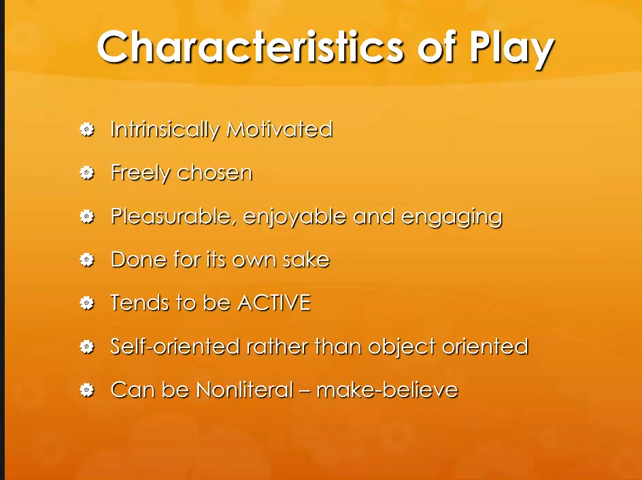 Characteristics of Play
Intrinsically Motivated
Freely chosen
Pleasurable, enjoyable and engaging
Done for its own sake
Tends to be ACTIVE
Self-oriented rather than object oriented
Can be Nonliteral – make-believe